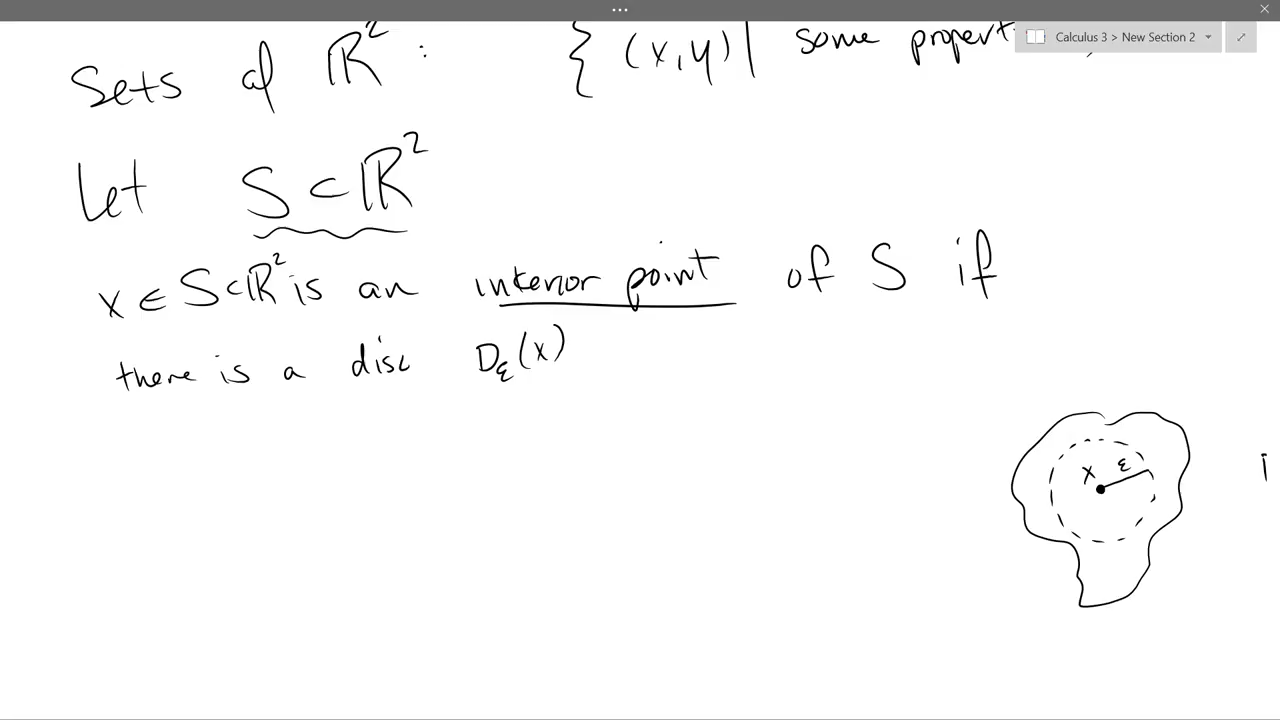 Calculus 3 > New Section 2
Sets of ℝ² : { (x,y) | some propert
Let S ⊂ ℝ²
x ∈ S ⊂ ℝ² is an interior point of S if
there is a disc D_ε(x)
x ε